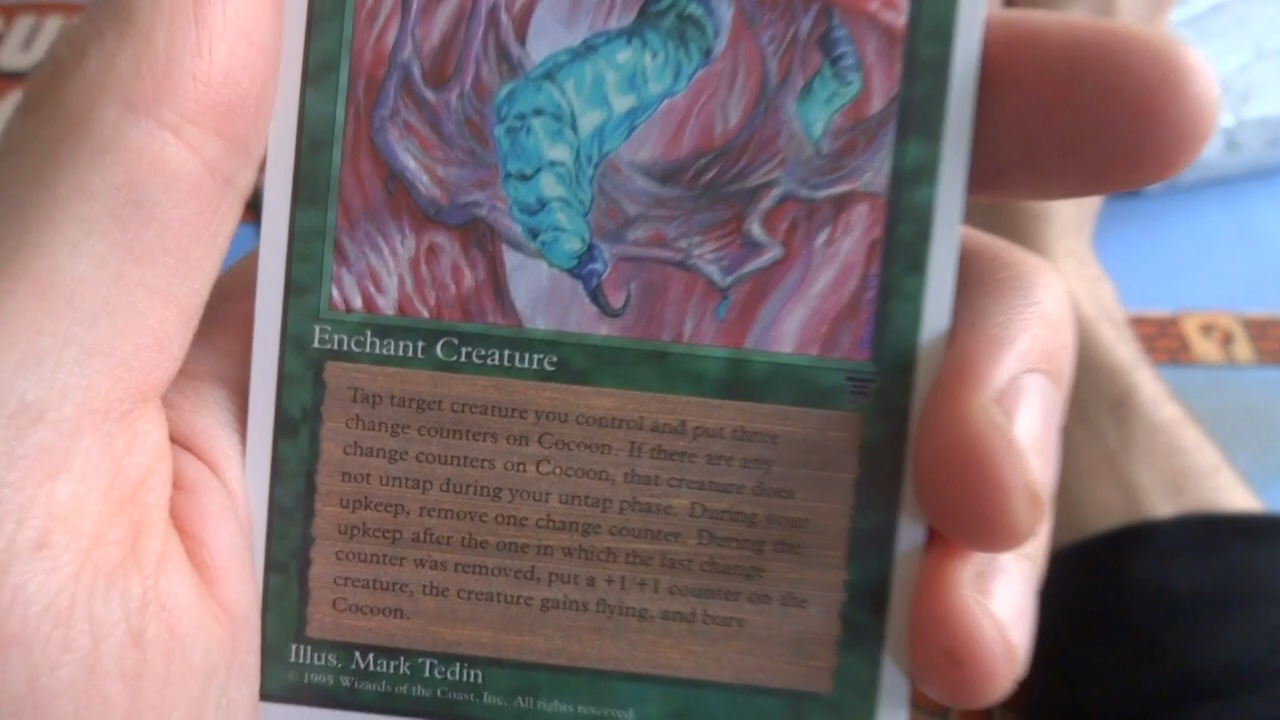 Enchant Creature
Tap target creature you control and put three
change counters on Cocoon. If there are any
change counters on Cocoon, that creature does
not untap during your untap phase. During your
upkeep, remove one change counter. During the
upkeep after the one in which the last change
counter was removed, put a +1/+1 counter on the
creature, the creature gains flying, and bury
Cocoon.
Illus. Mark Tedin
© 1995 Wizards of the Coast, Inc. All rights reserved.